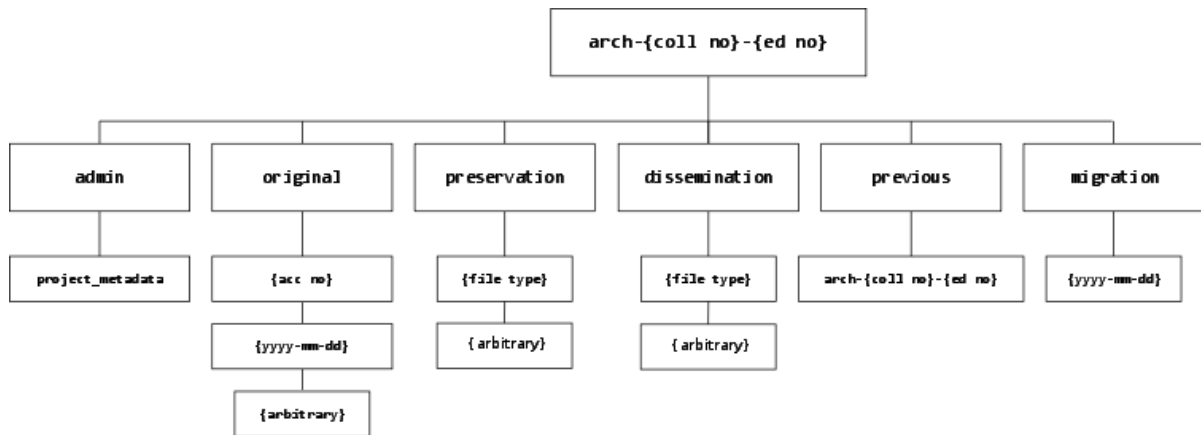 arch-{coll no}-{ed no}
admin
original
preservation
dissemination
previous
migration
project_metadata
{acc no}
{file type}
{file type}
arch-{coll no}-{ed no}
{yyyy-mm-dd}
{yyyy-mm-dd}
{ arbitrary}
{ arbitrary}
{arbitrary}